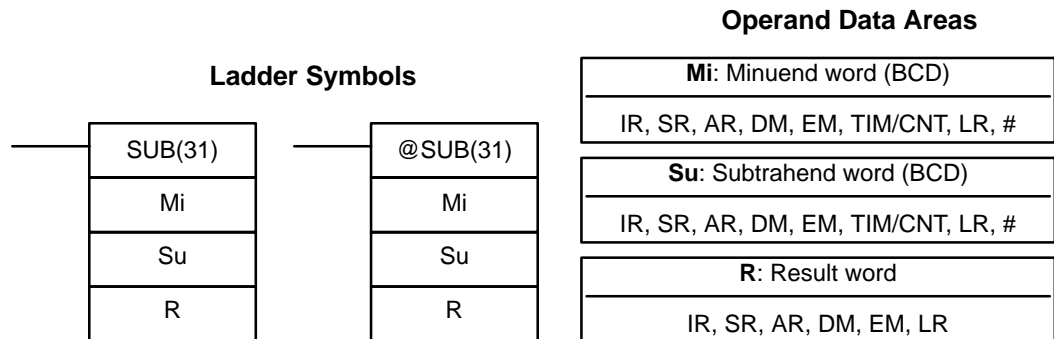 Operand Data Areas
Ladder Symbols
Mi: Minuend word (BCD)
IR, SR, AR, DM, EM, TIM/CNT, LR, #
SUB(31)
@SUB(31)
Mi
Mi
Su: Subtrahend word (BCD)
IR, SR, AR, DM, EM, TIM/CNT, LR, #
Su
Su
R
R
R: Result word
IR, SR, AR, DM, EM, LR